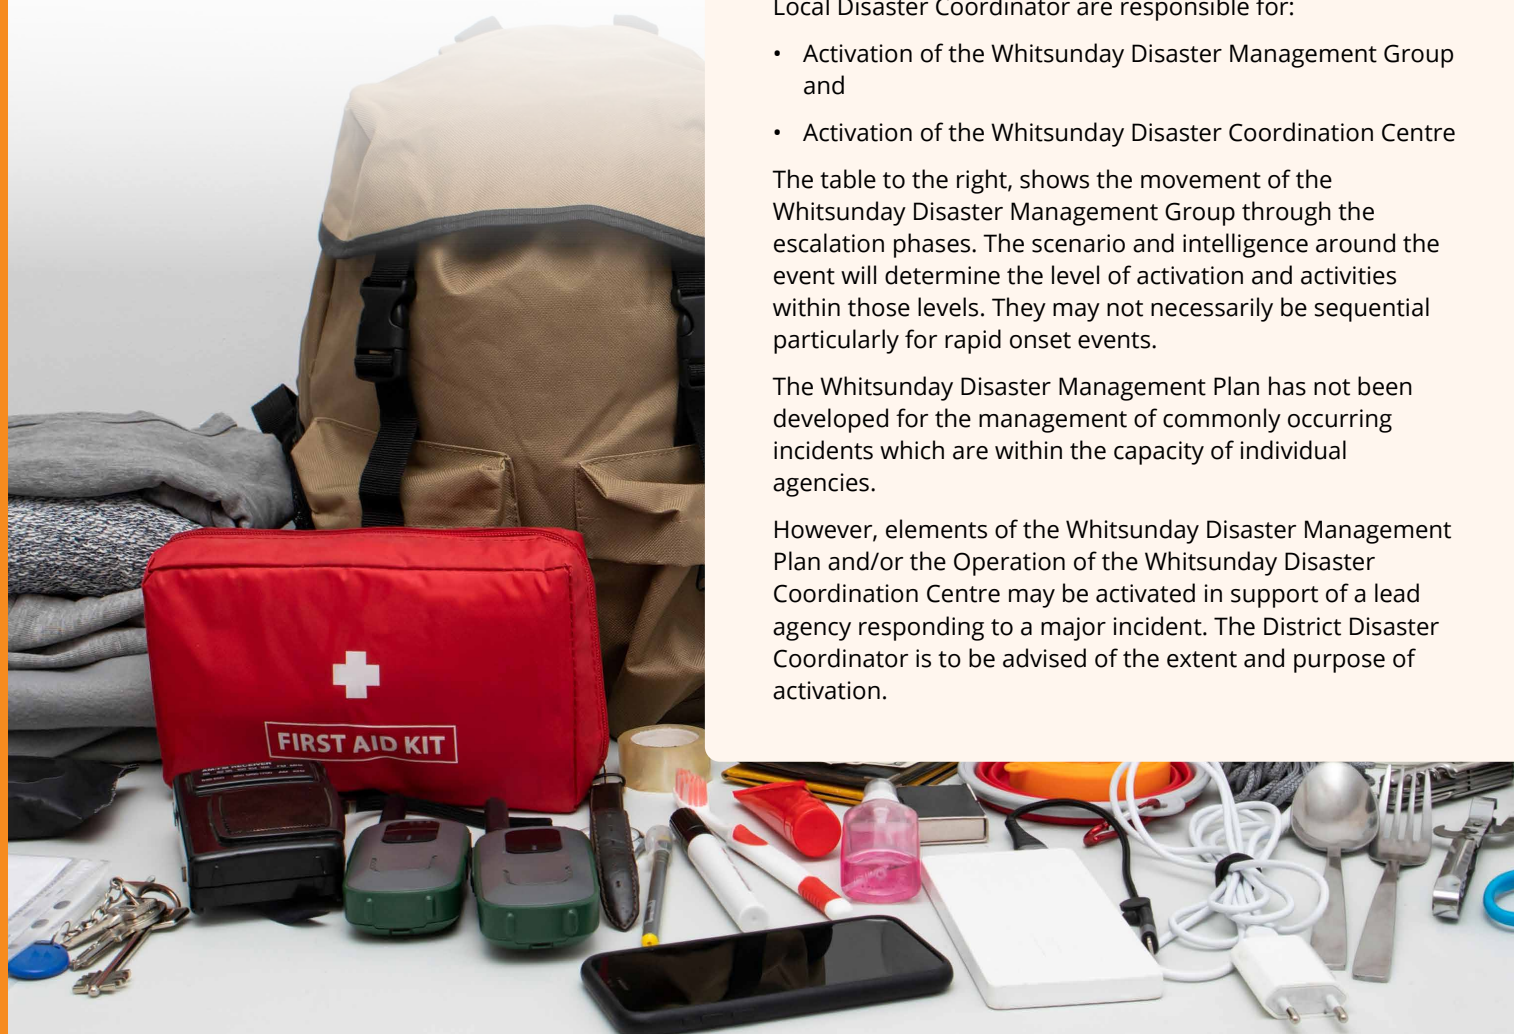 Local Disaster Coordinator are responsible for:
• Activation of the Whitsunday Disaster Management Group
and
• Activation of the Whitsunday Disaster Coordination Centre
The table to the right, shows the movement of the
Whitsunday Disaster Management Group through the
escalation phases. The scenario and intelligence around the
event will determine the level of activation and activities
within those levels. They may not necessarily be sequential
particularly for rapid onset events.
The Whitsunday Disaster Management Plan has not been
developed for the management of commonly occurring
incidents which are within the capacity of individual
agencies.
However, elements of the Whitsunday Disaster Management
Plan and/or the Operation of the Whitsunday Disaster
Coordination Centre may be activated in support of a lead
agency responding to a major incident. The District Disaster
Coordinator is to be advised of the extent and purpose of
activation.
FIRST AID KIT